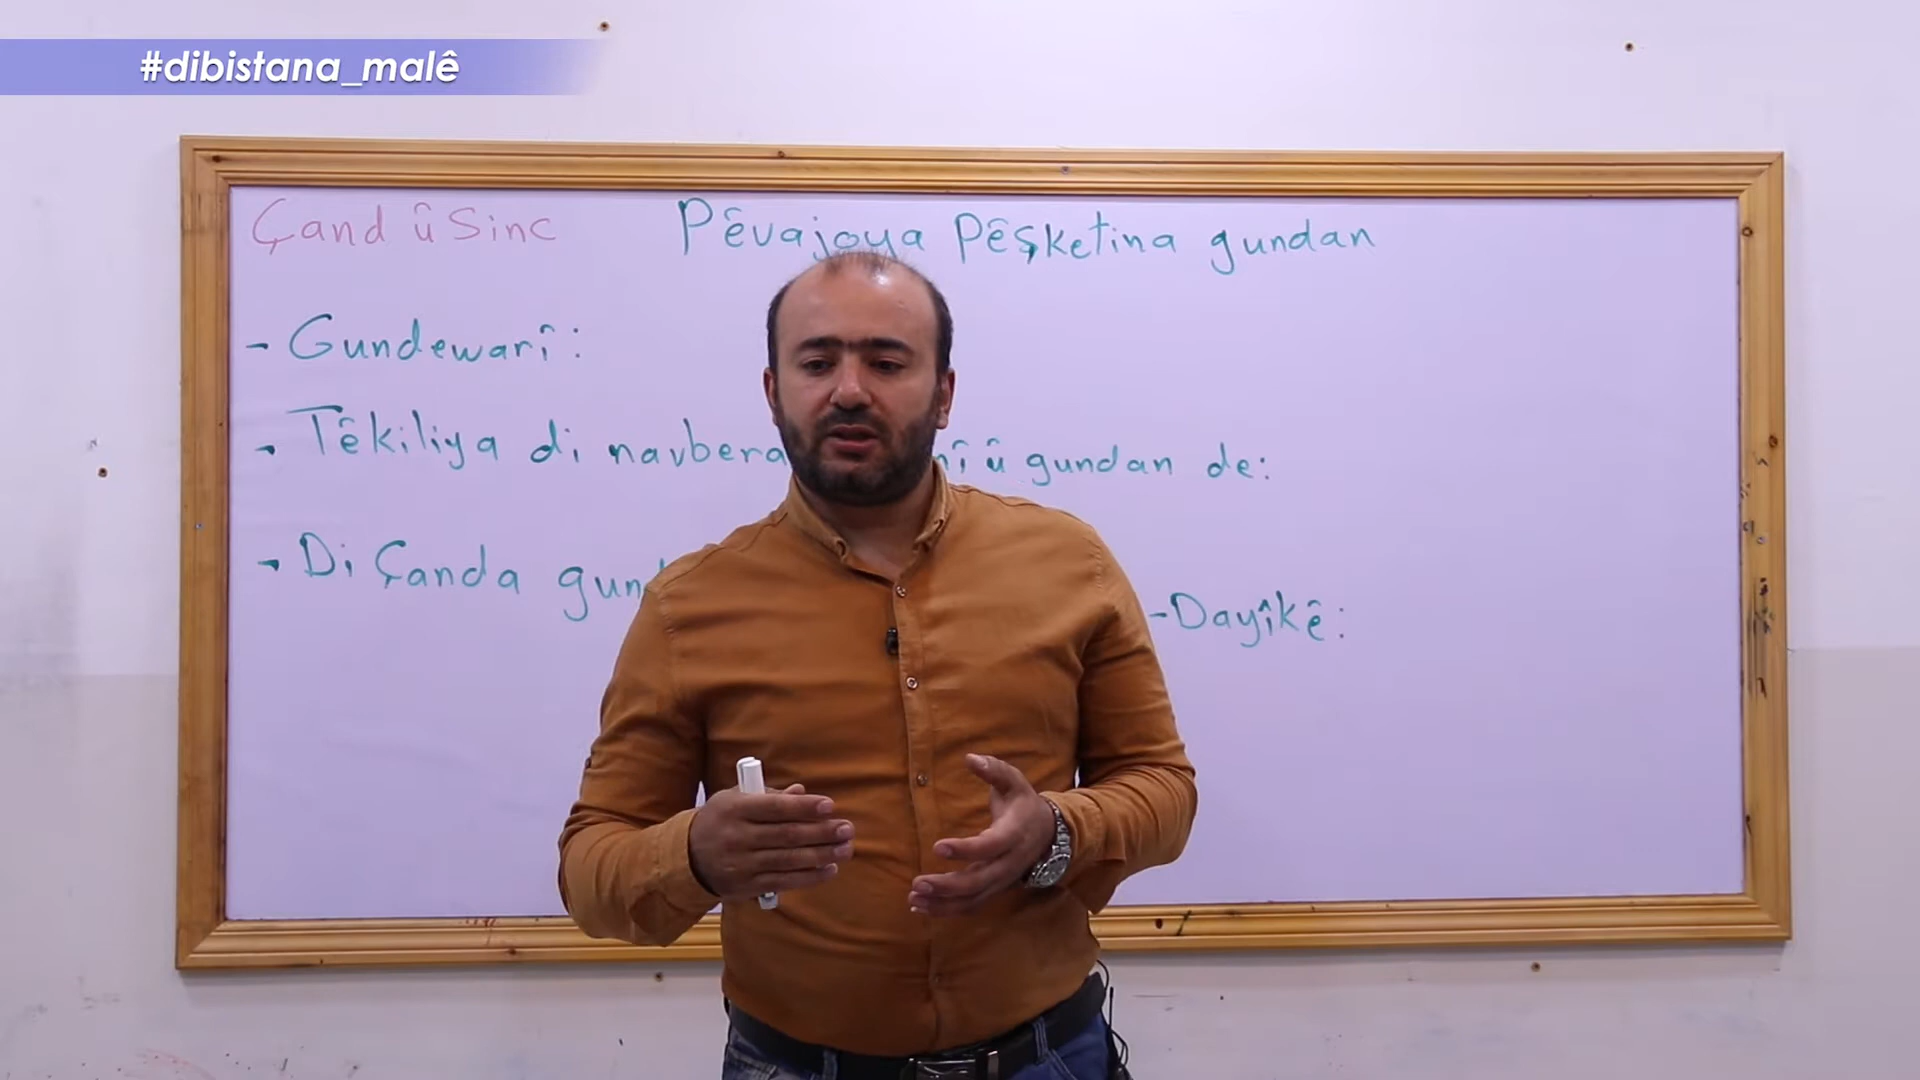 #dibistana_malê
Çand û Sinc
Pêvajoya Pêşketina gundan
- Gundewarî:
- Têkiliya di navbera û gundan de:
- Di Çanda
- Dayîkê: